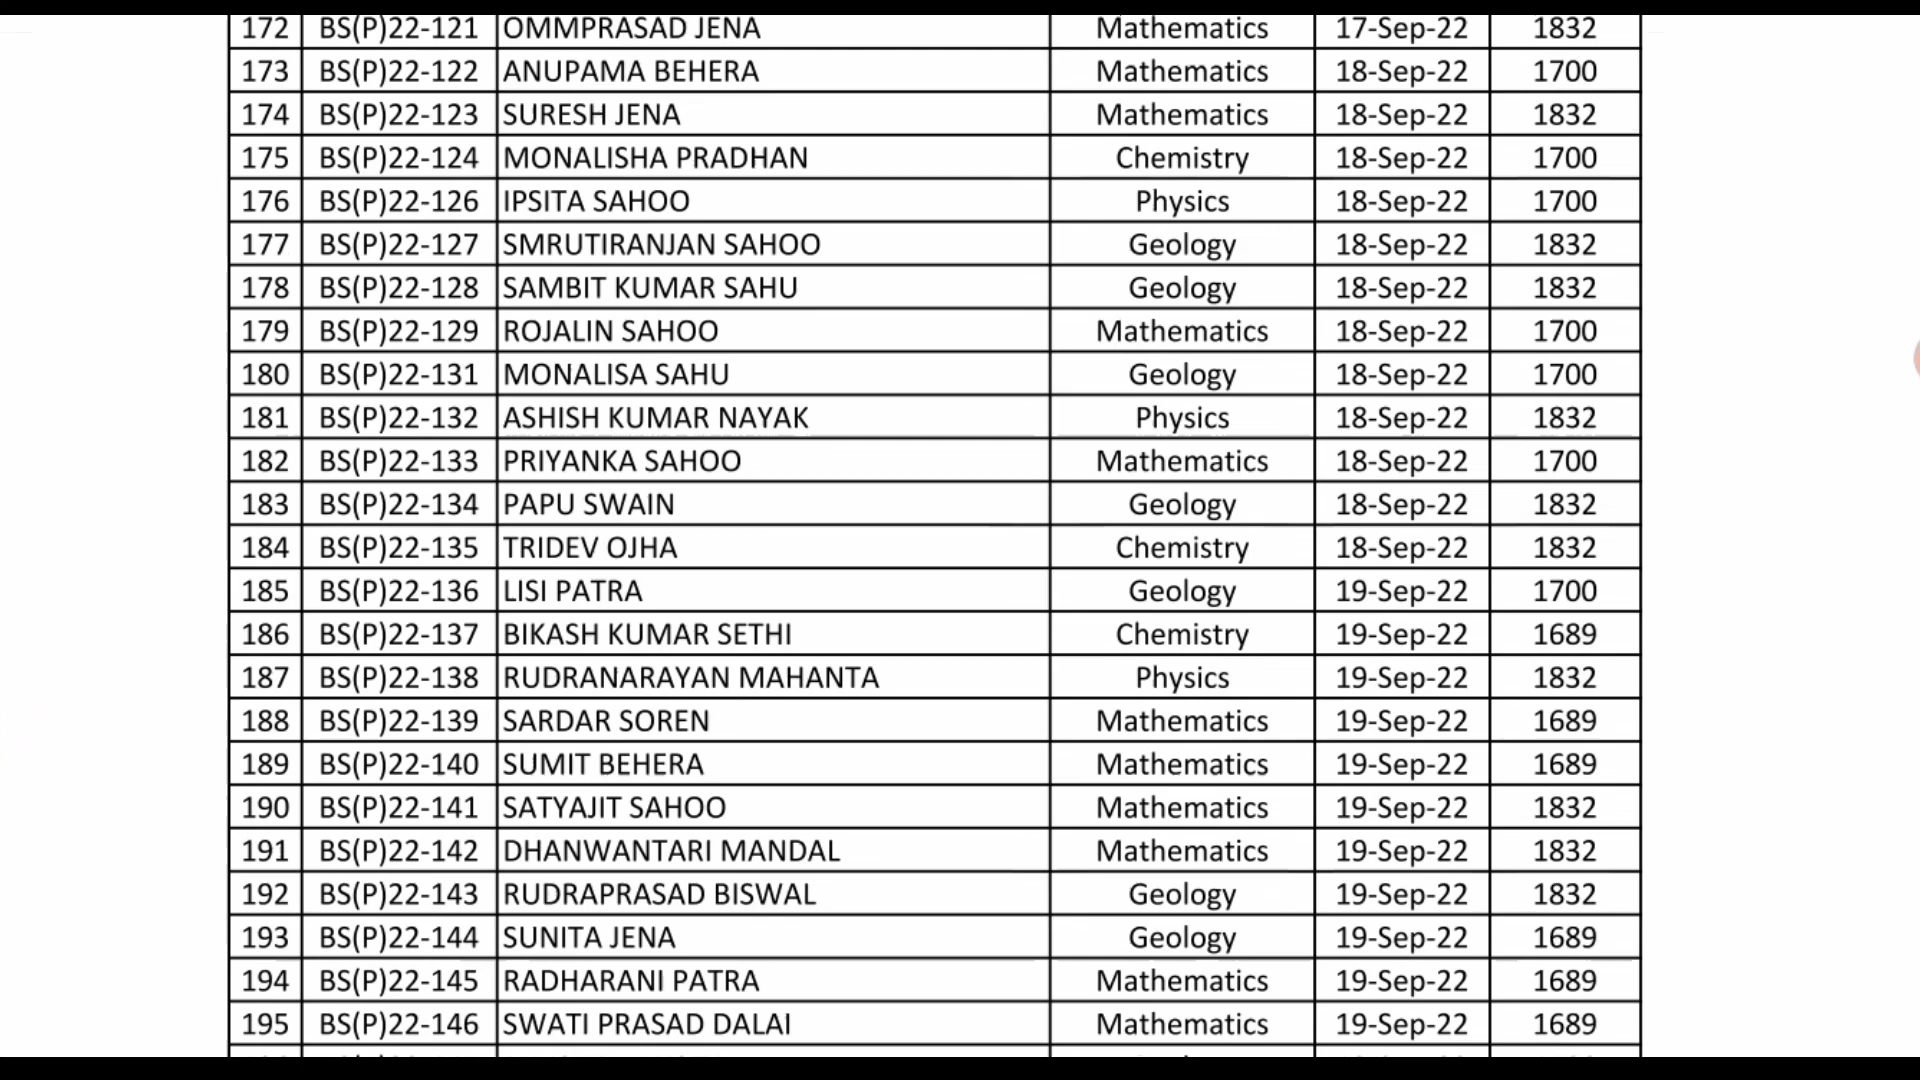 172 BS(P)22-121 OMMPRASAD JENA Mathematics 17-Sep-22 1832
173 BS(P)22-122 ANUPAMA BEHERA Mathematics 18-Sep-22 1700
174 BS(P)22-123 SURESH JENA Mathematics 18-Sep-22 1832
175 BS(P)22-124 MONALISHA PRADHAN Chemistry 18-Sep-22 1700
176 BS(P)22-126 IPSITA SAHOO Physics 18-Sep-22 1700
177 BS(P)22-127 SMRUTIRANJAN SAHOO Geology 18-Sep-22 1832
178 BS(P)22-128 SAMBIT KUMAR SAHU Geology 18-Sep-22 1832
179 BS(P)22-129 ROJALIN SAHOO Mathematics 18-Sep-22 1700
180 BS(P)22-131 MONALISA SAHU Geology 18-Sep-22 1700
181 BS(P)22-132 ASHISH KUMAR NAYAK Physics 18-Sep-22 1832
182 BS(P)22-133 PRIYANKA SAHOO Mathematics 18-Sep-22 1700
183 BS(P)22-134 PAPU SWAIN Geology 18-Sep-22 1832
184 BS(P)22-135 TRIDEV OJHA Chemistry 18-Sep-22 1832
185 BS(P)22-136 LISI PATRA Geology 19-Sep-22 1700
186 BS(P)22-137 BIKASH KUMAR SETHI Chemistry 19-Sep-22 1689
187 BS(P)22-138 RUDRANARAYAN MAHANTA Physics 19-Sep-22 1832
188 BS(P)22-139 SARDAR SOREN Mathematics 19-Sep-22 1689
189 BS(P)22-140 SUMIT BEHERA Mathematics 19-Sep-22 1689
190 BS(P)22-141 SATYAJIT SAHOO Mathematics 19-Sep-22 1832
191 BS(P)22-142 DHANWANTARI MANDAL Mathematics 19-Sep-22 1832
192 BS(P)22-143 RUDRAPRASAD BISWAL Geology 19-Sep-22 1832
193 BS(P)22-144 SUNITA JENA Geology 19-Sep-22 1689
194 BS(P)22-145 RADHARANI PATRA Mathematics 19-Sep-22 1689
195 BS(P)22-146 SWATI PRASAD DALAI Mathematics 19-Sep-22 1689